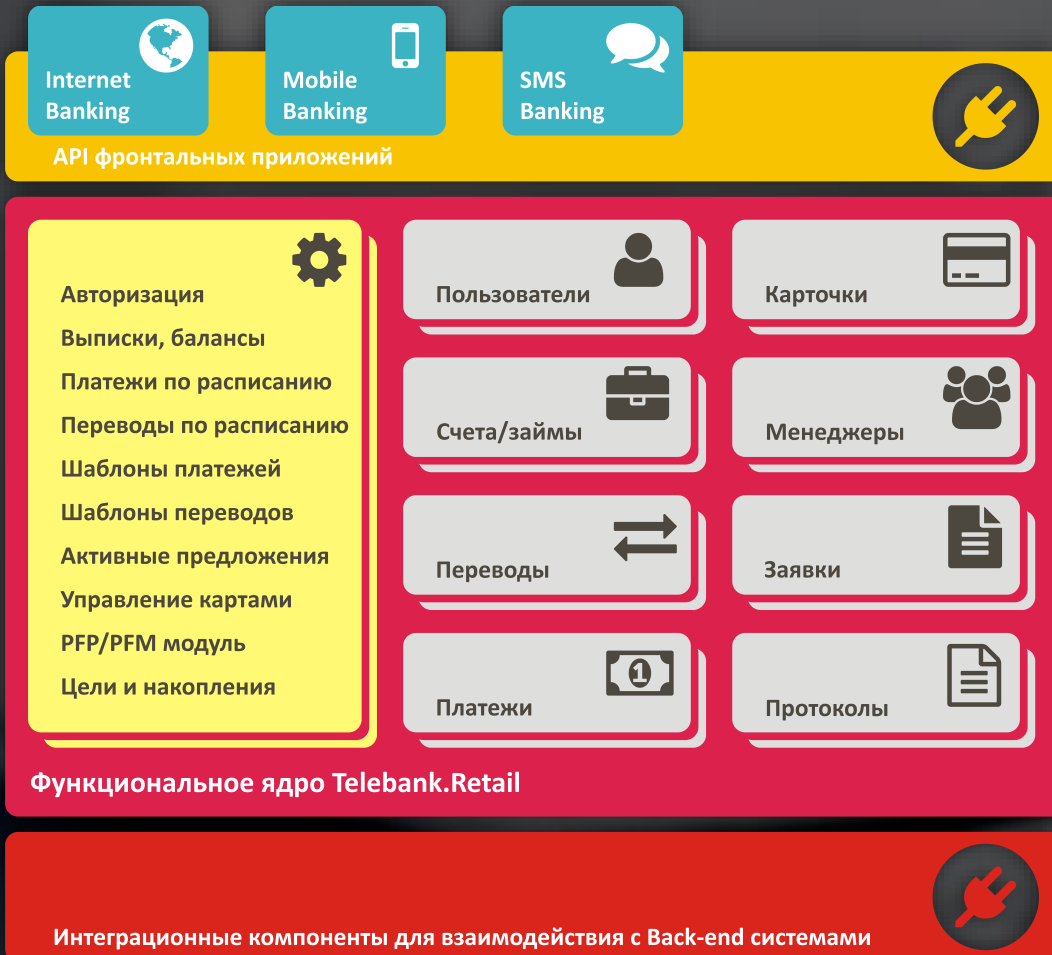 Internet
Banking
Mobile
Banking
SMS
Banking
API фронтальных приложений
Авторизация
Выписки, балансы
Платежи по расписанию
Переводы по расписанию
Шаблоны платежей
Шаблоны переводов
Активные предложения
Управление картами
PFP/PFM модуль
Цели и накопления
Пользователи
Карточки
Счета/займы
Менеджеры
Переводы
Заявки
1
Платежи
Протоколы
Функциональное ядро Telebank.Retail
Интеграционные компоненты для взаимодействия с Back-end системами